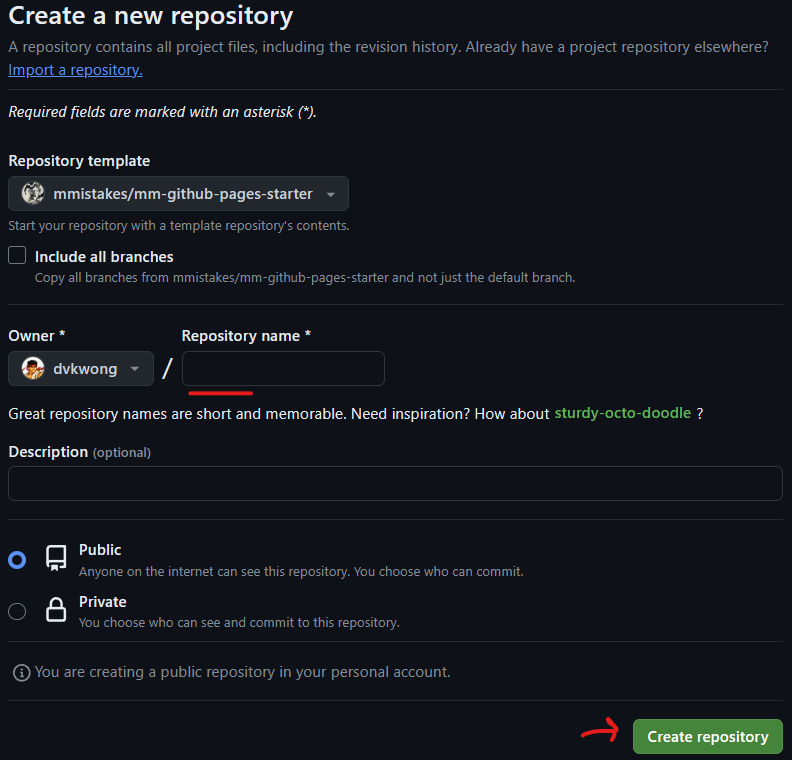 Create a new repository
A repository contains all project files, including the revision history. Already have a project repository elsewhere?
Import a repository.
Required fields are marked with an asterisk (*).
Repository template
mmistakes/mm-github-pages-starter
Start your repository with a template repository's contents.
Include all branches
Copy all branches from mmistakes/mm-github-pages-starter and not just the default branch.
Owner * Repository name *
dvkwong /
Great repository names are short and memorable. Need inspiration? How about sturdy-octo-doodle ?
Description (optional)
Public
Anyone on the internet can see this repository. You choose who can commit.
Private
You choose who can see and commit to this repository.
You are creating a public repository in your personal account.
Create repository